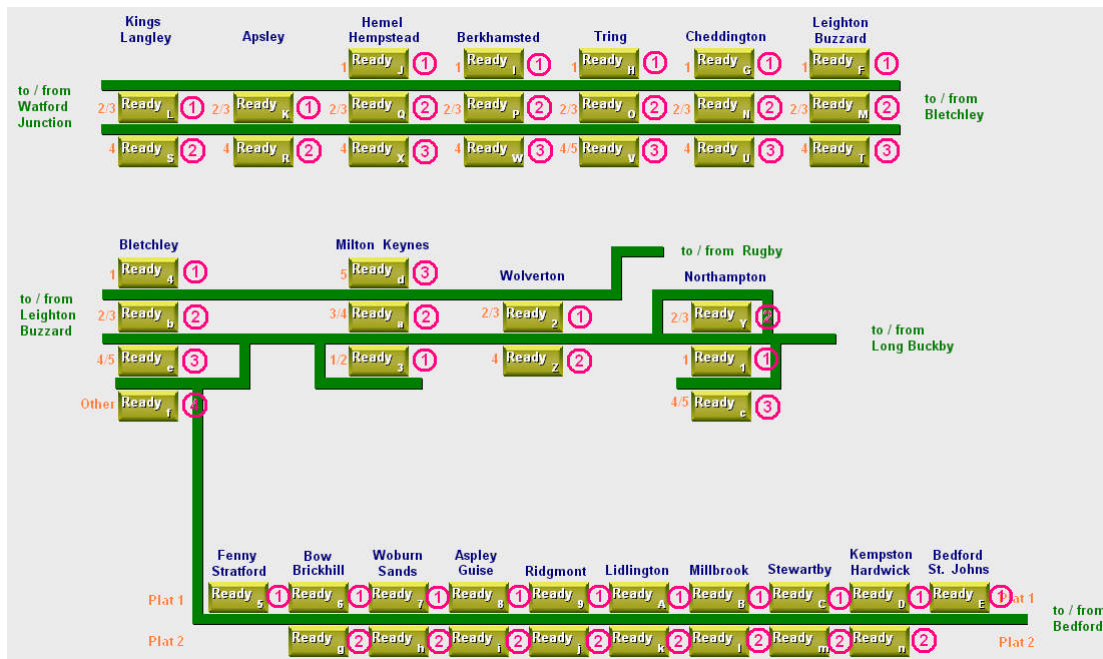 Kings Langley
Apsley
Hemel Hempstead
Berkhamsted
Tring
Cheddington
Leighton Buzzard
1 Ready J 1
1 Ready I 1
1 Ready H 1
1 Ready G 1
1 Ready F 1
to / from Watford Junction
to / from Bletchley
2/3 Ready L 1
2/3 Ready K 1
2/3 Ready Q 2
2/3 Ready P 2
2/3 Ready O 2
2/3 Ready N 2
2/3 Ready M 2
4 Ready S 2
4 Ready R 2
4 Ready X 3
4 Ready W 3
4/5 Ready V 3
4 Ready U 3
4 Ready T 3
Bletchley
Milton Keynes
Wolverton
Northampton
to / from Rugby
1 Ready 4 1
5 Ready d 3
to / from Leighton Buzzard
2/3 Ready b 2
3/4 Ready a 2
2/3 Ready 2 1
2/3 Ready Y 2
to / from Long Buckby
4/5 Ready e 3
1/2 Ready 3 1
4 Ready Z 2
1 Ready 1 1
Other Ready f 4
4/5 Ready c 3
Fenny Stratford
Bow Brickhill
Woburn Sands
Aspley Guise
Ridgmont
Lidlington
Millbrook
Stewartby
Kempston Hardwick
Bedford St. Johns
Plat 1
Ready 5 1
Ready 6 1
Ready 7 1
Ready 8 1
Ready 9 1
Ready A 1
Ready B 1
Ready C 1
Ready D 1
Ready E 1
Plat 1
to / from Bedford
Plat 2
Ready g 2
Ready h 2
Ready i 2
Ready j 2
Ready k 2
Ready l 2
Ready m 2
Ready n 2
Plat 2